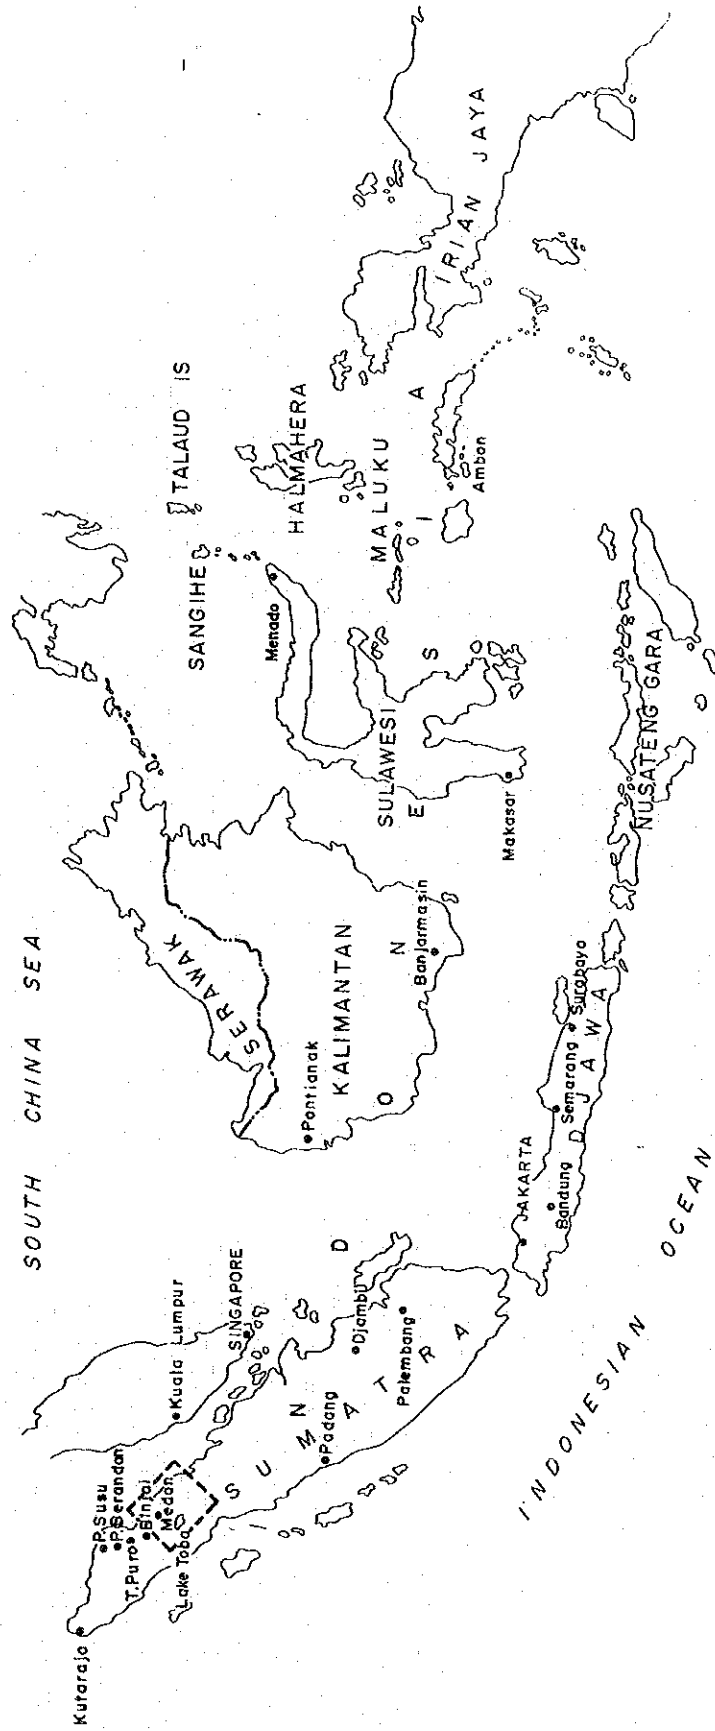 SOUTH CHINA SEA
TALAUD IS
SANGIHE
HALMAHERA
Menado
MALUKU
IRIAN JAYA
Ambon
SULAWESI
Makasar
SERAWAK
KALIMANTAN
Pontianak
Banjarmasin
Kutaraja
P.Susu
P.Berandan
T.Pura
Binjai
Medan
Lake Toba
Kuala Lumpur
SINGAPORE
SUMATRA
Padang
Djambi
Palembang
JAKARTA
Bandung
Semarang
Surabaya
DJAWA
NUSATENG GARA
INDONESIA
INDONESIAN OCEAN